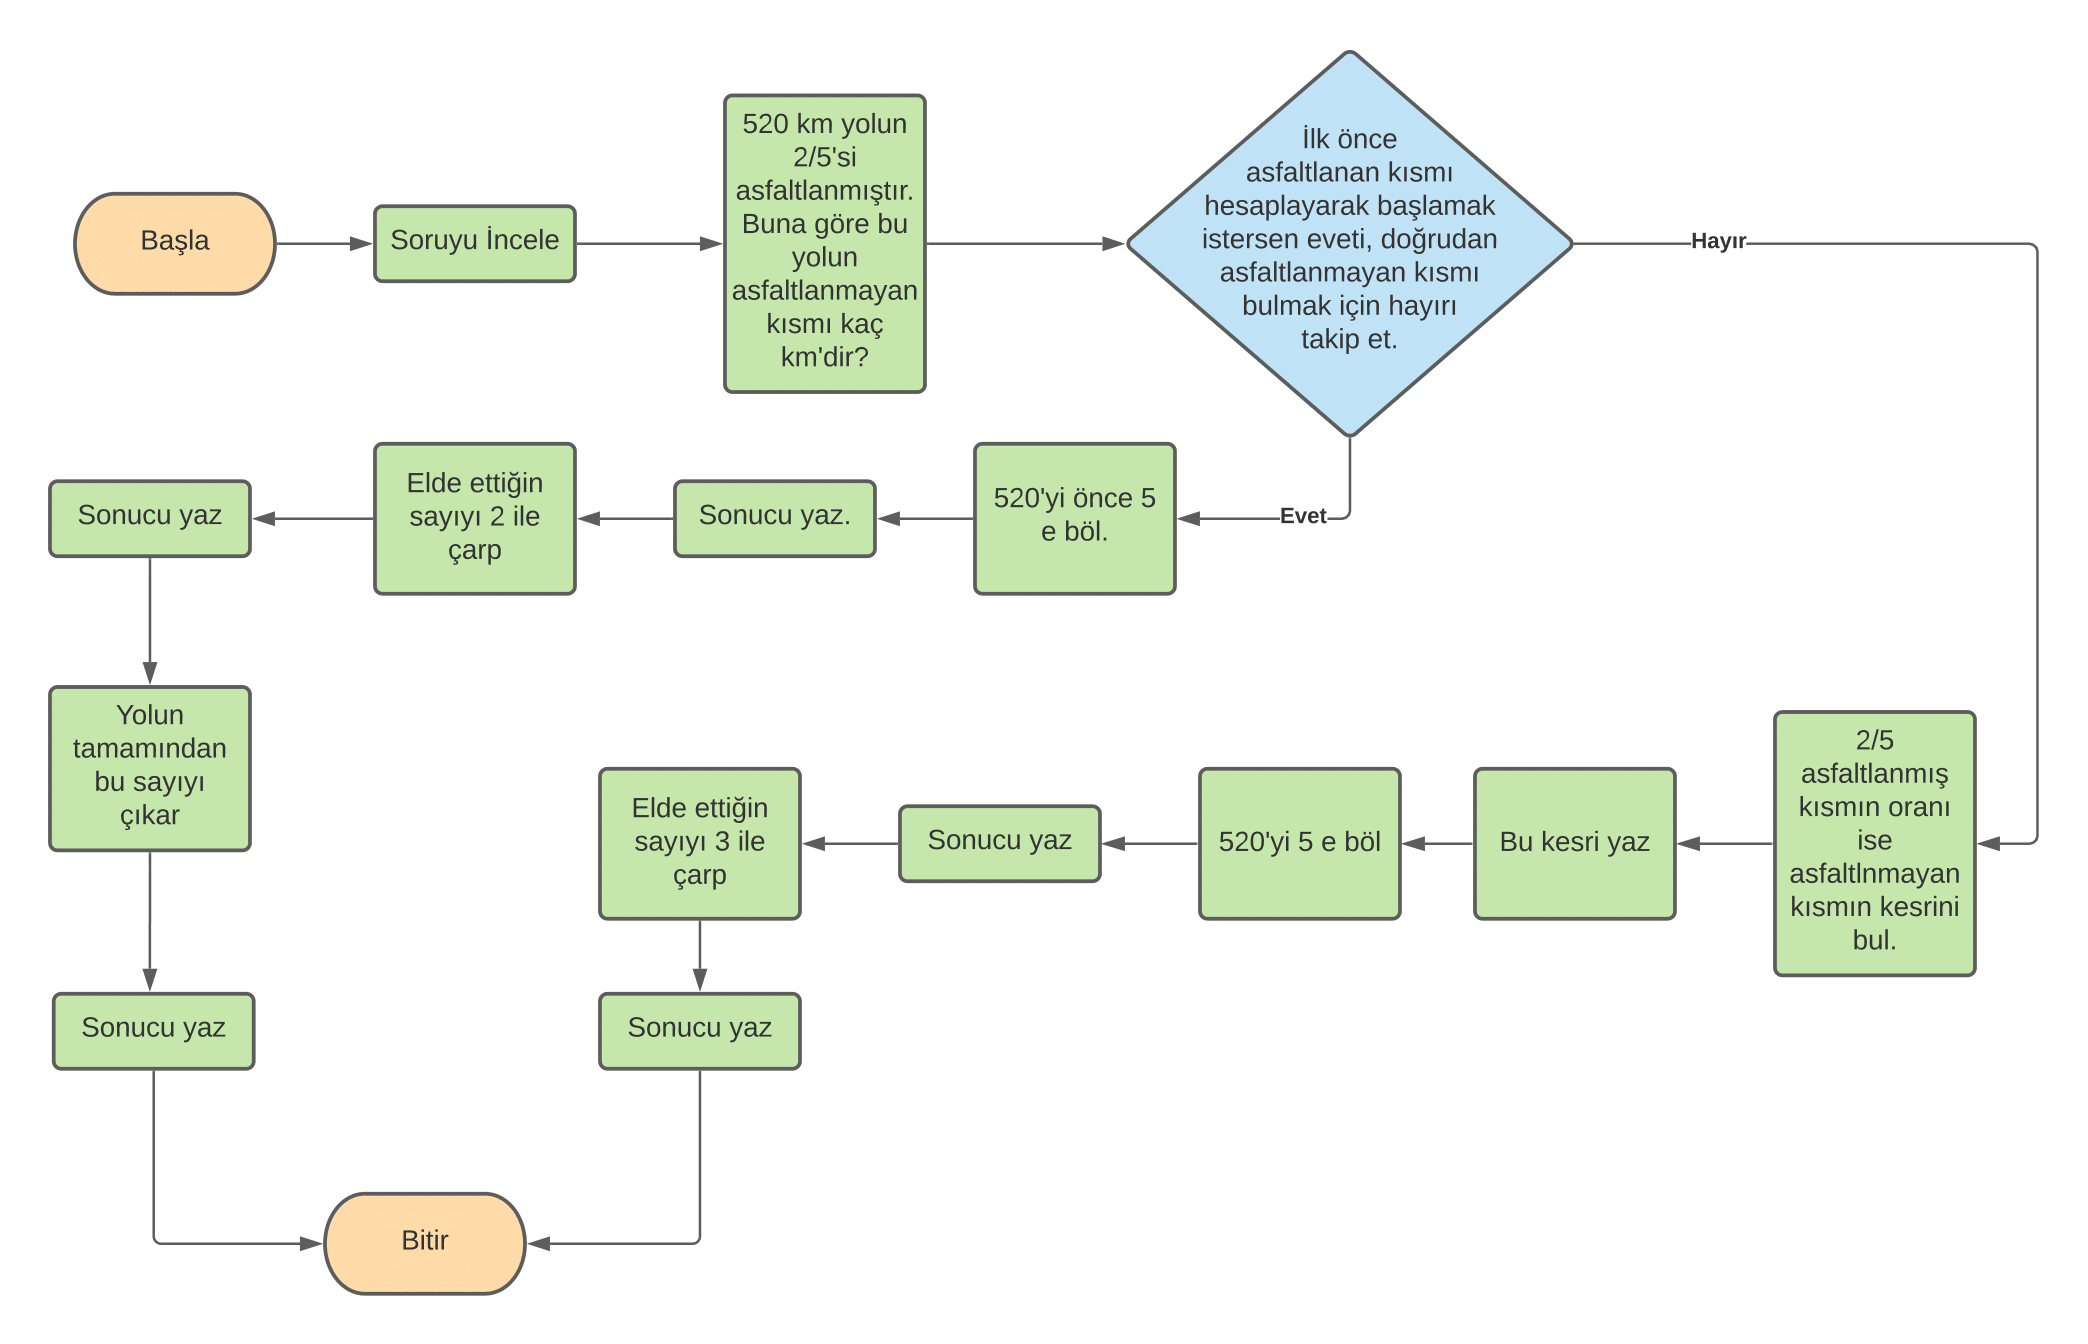 Başla
Soruyu İncele
520 km yolun
2/5'si
asfaltlanmıştır.
Buna göre bu
yolun
asfaltlanmayan
kısmı kaç
km'dir?
İlk önce
asfaltlanan kısmı
hesaplayarak başlamak
istersen eveti, doğrudan
asfaltlanmayan kısmı
bulmak için hayırı
takip et.
Hayır
Evet
520'yi önce 5
e böl.
Sonucu yaz.
Elde ettiğin
sayıyı 2 ile
çarp
Sonucu yaz
Yolun
tamamından
bu sayıyı
çıkar
Sonucu yaz
2/5
asfaltlanmış
kısmın oranı
ise
asfaltlnmayan
kısmın kesrini
bul.
Bu kesri yaz
520'yi 5 e böl
Sonucu yaz
Elde ettiğin
sayıyı 3 ile
çarp
Sonucu yaz
Bitir